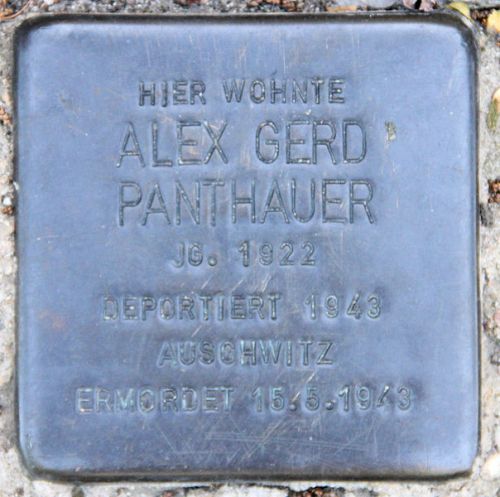 HIER WOHNTE
ALEX GERD
PANTHAUER
JG. 1922
DEPORTIERT 1943
AUSCHWITZ
ERMORDET 15.5.1943